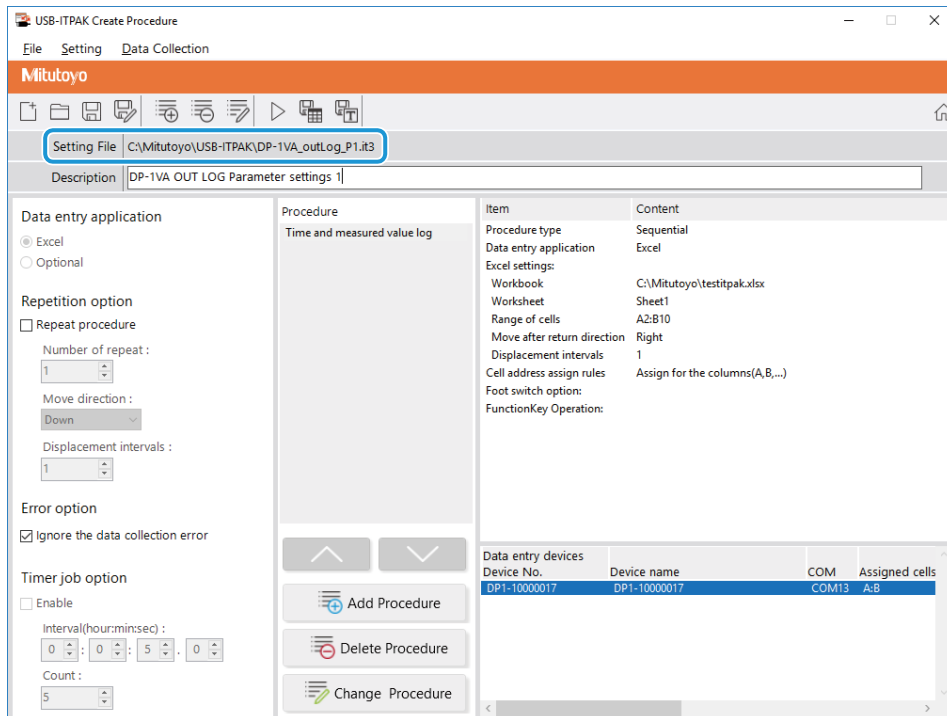 USB-ITPAK Create Procedure
File Setting Data Collection
Mitutoyo
Setting File C:\Mitutoyo\USB-ITPAK\DP-1VA_outLog_P1.it3
Description DP-1VA OUT LOG Parameter settings 1
Data entry application
Excel
Optional
Repetition option
Repeat procedure
Number of repeat :
1
Move direction :
Down
Displacement intervals :
1
Error option
Ignore the data collection error
Timer job option
Enable
Interval(hour:min:sec) :
0 : 0 : 5 . 0
Count :
5
Procedure
Time and measured value log
Add Procedure
Delete Procedure
Change Procedure
Item Content
Procedure type Sequential
Data entry application Excel
Excel settings:
Workbook C:\Mitutoyo\testitpak.xlsx
Worksheet Sheet1
Range of cells A2:B10
Move after return direction Right
Displacement intervals 1
Cell address assign rules Assign for the columns(A,B,...)
Foot switch option:
FunctionKey Operation:
Data entry devices
Device No. Device name COM Assigned cells
DP1-10000017 DP1-10000017 COM13 A:B